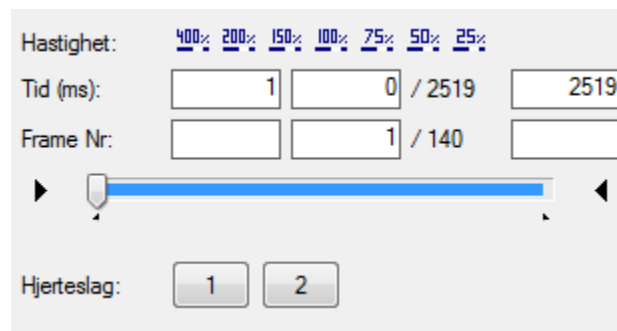 Hastighet: 400% 200% 150% 100% 75% 50% 25%
Tid (ms): 1 0 / 2519 2519
Frame Nr: 1 / 140
Hjerteslag: 1 2